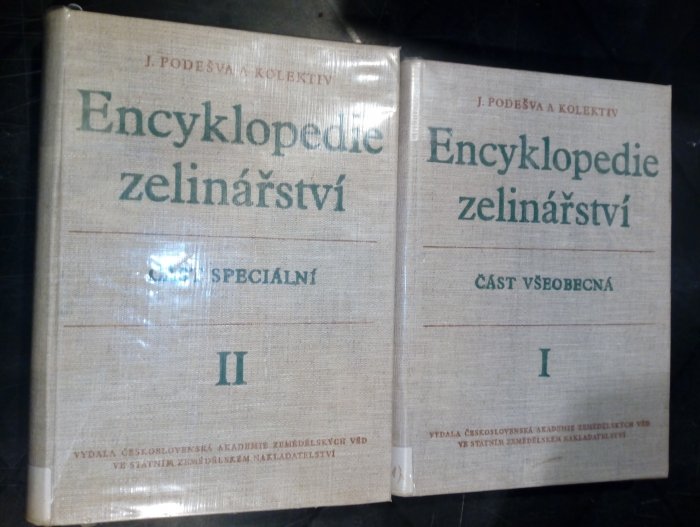 J. PODEŠVA A KOLEKTIV
Encyklopedie
zelinářství
ČÁST SPECIÁLNÍ
II
VYDALA ČESKOSLOVENSKÁ AKADEMIE ZEMĚDĚLSKÝCH VĚD
VE STÁTNÍM ZEMĚDĚLSKÉM NAKLADATELSTVÍ
J. PODEŠVA A KOLEKTIV
Encyklopedie
zelinářství
ČÁST VŠEOBECNÁ
I
VYDALA ČESKOSLOVENSKÁ AKADEMIE ZEMĚDĚLSKÝCH VĚD
VE STÁTNÍM ZEMĚDĚLSKÉM NAKLADATELSTVÍ